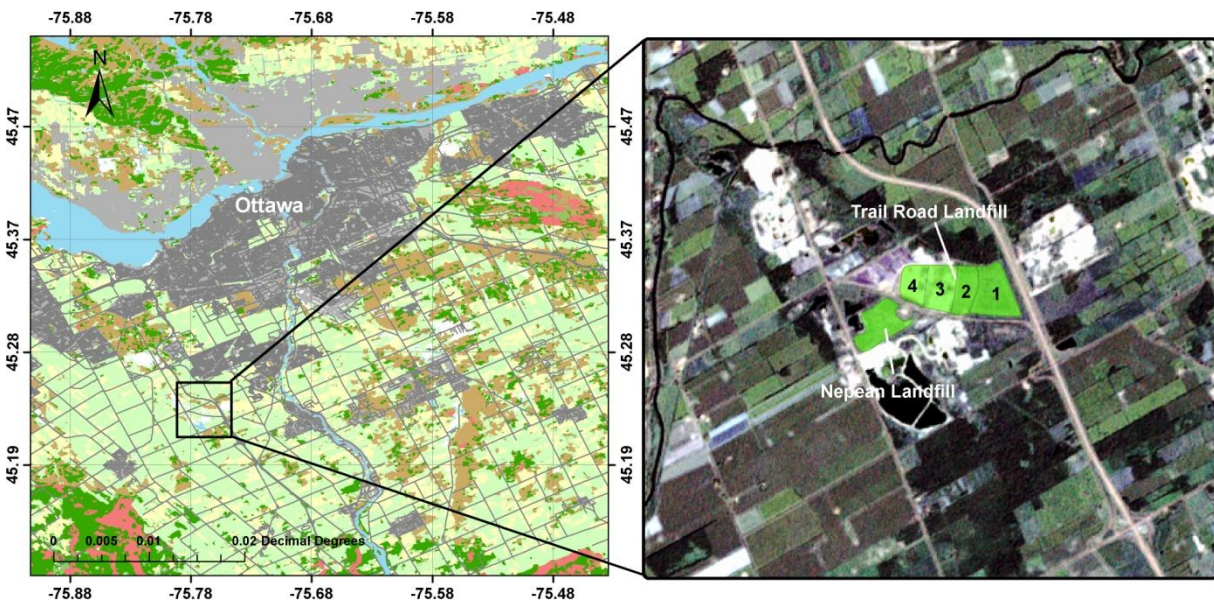 -75.88 -75.78 -75.68 -75.58 -75.48
N
45.47
45.47
Ottawa
Trail Road Landfill
45.37
45.37
4 3 2 1
45.28
45.28
Nepean Landfill
45.19
45.19
0 0.005 0.01 0.02 Decimal Degrees
-75.88 -75.78 -75.68 -75.58 -75.48